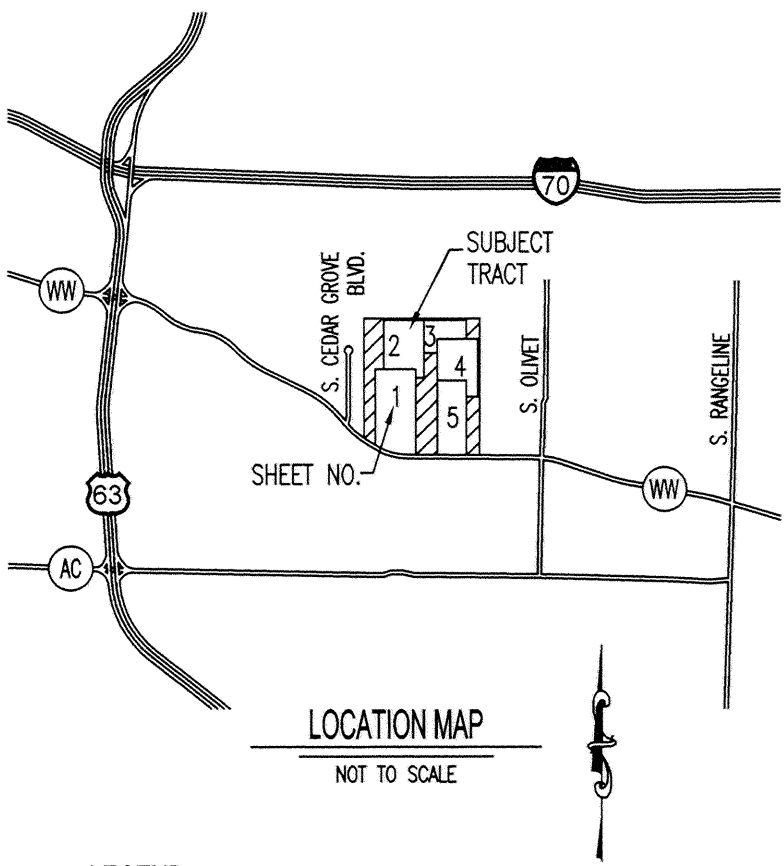 70
SUBJECT
TRACT
S. CEDAR GROVE
BLVD.
WW
2
3
4
1
5
S. OLIVET
S. RANGELINE
SHEET NO.
WW
63
AC
LOCATION MAP
NOT TO SCALE